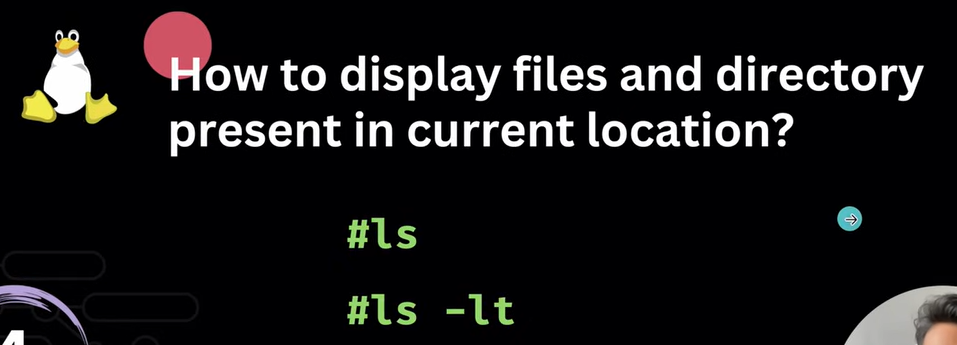 How to display files and directory
present in current location?
#ls
#ls -lt